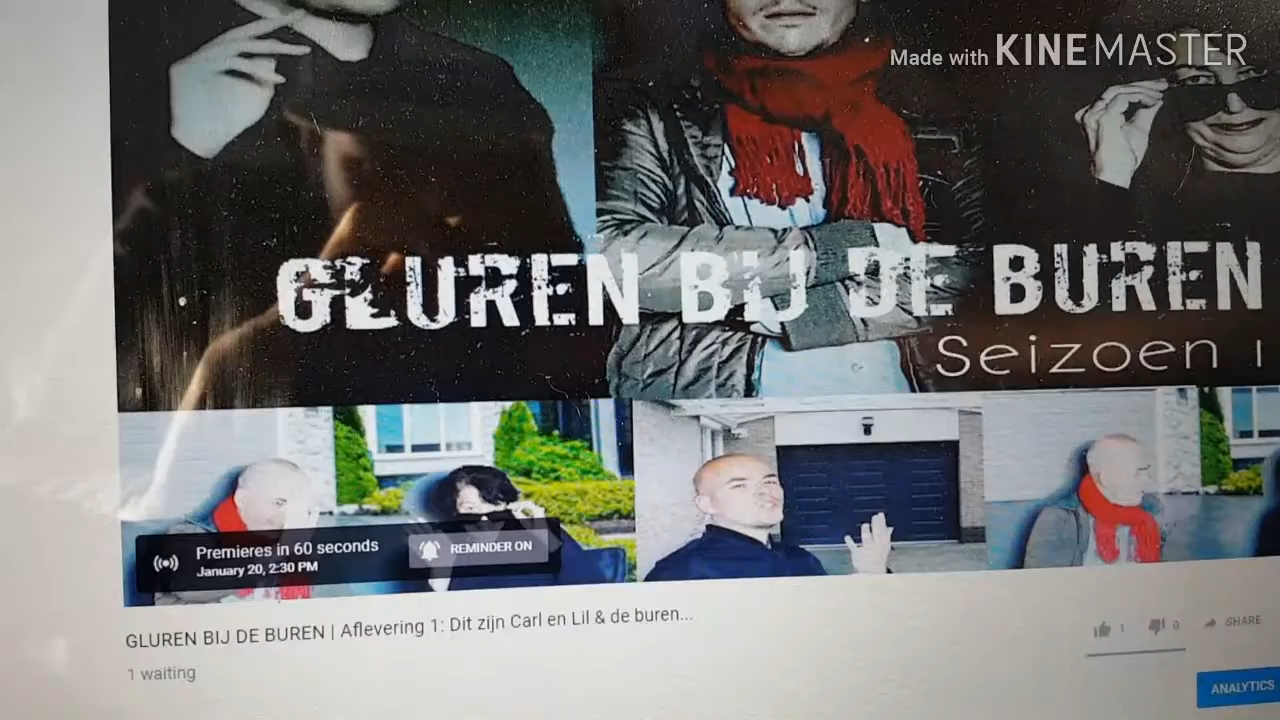 Made with KINEMASTER
GLUREN BIJ DE BUREN
Seizoen 1
Premieres in 60 seconds
January 20, 2:30 PM
REMINDER ON
GLUREN BIJ DE BUREN | Aflevering 1: Dit zijn Carl en Lil & de buren...
1 waiting
1
0
SHARE
ANALYTICS